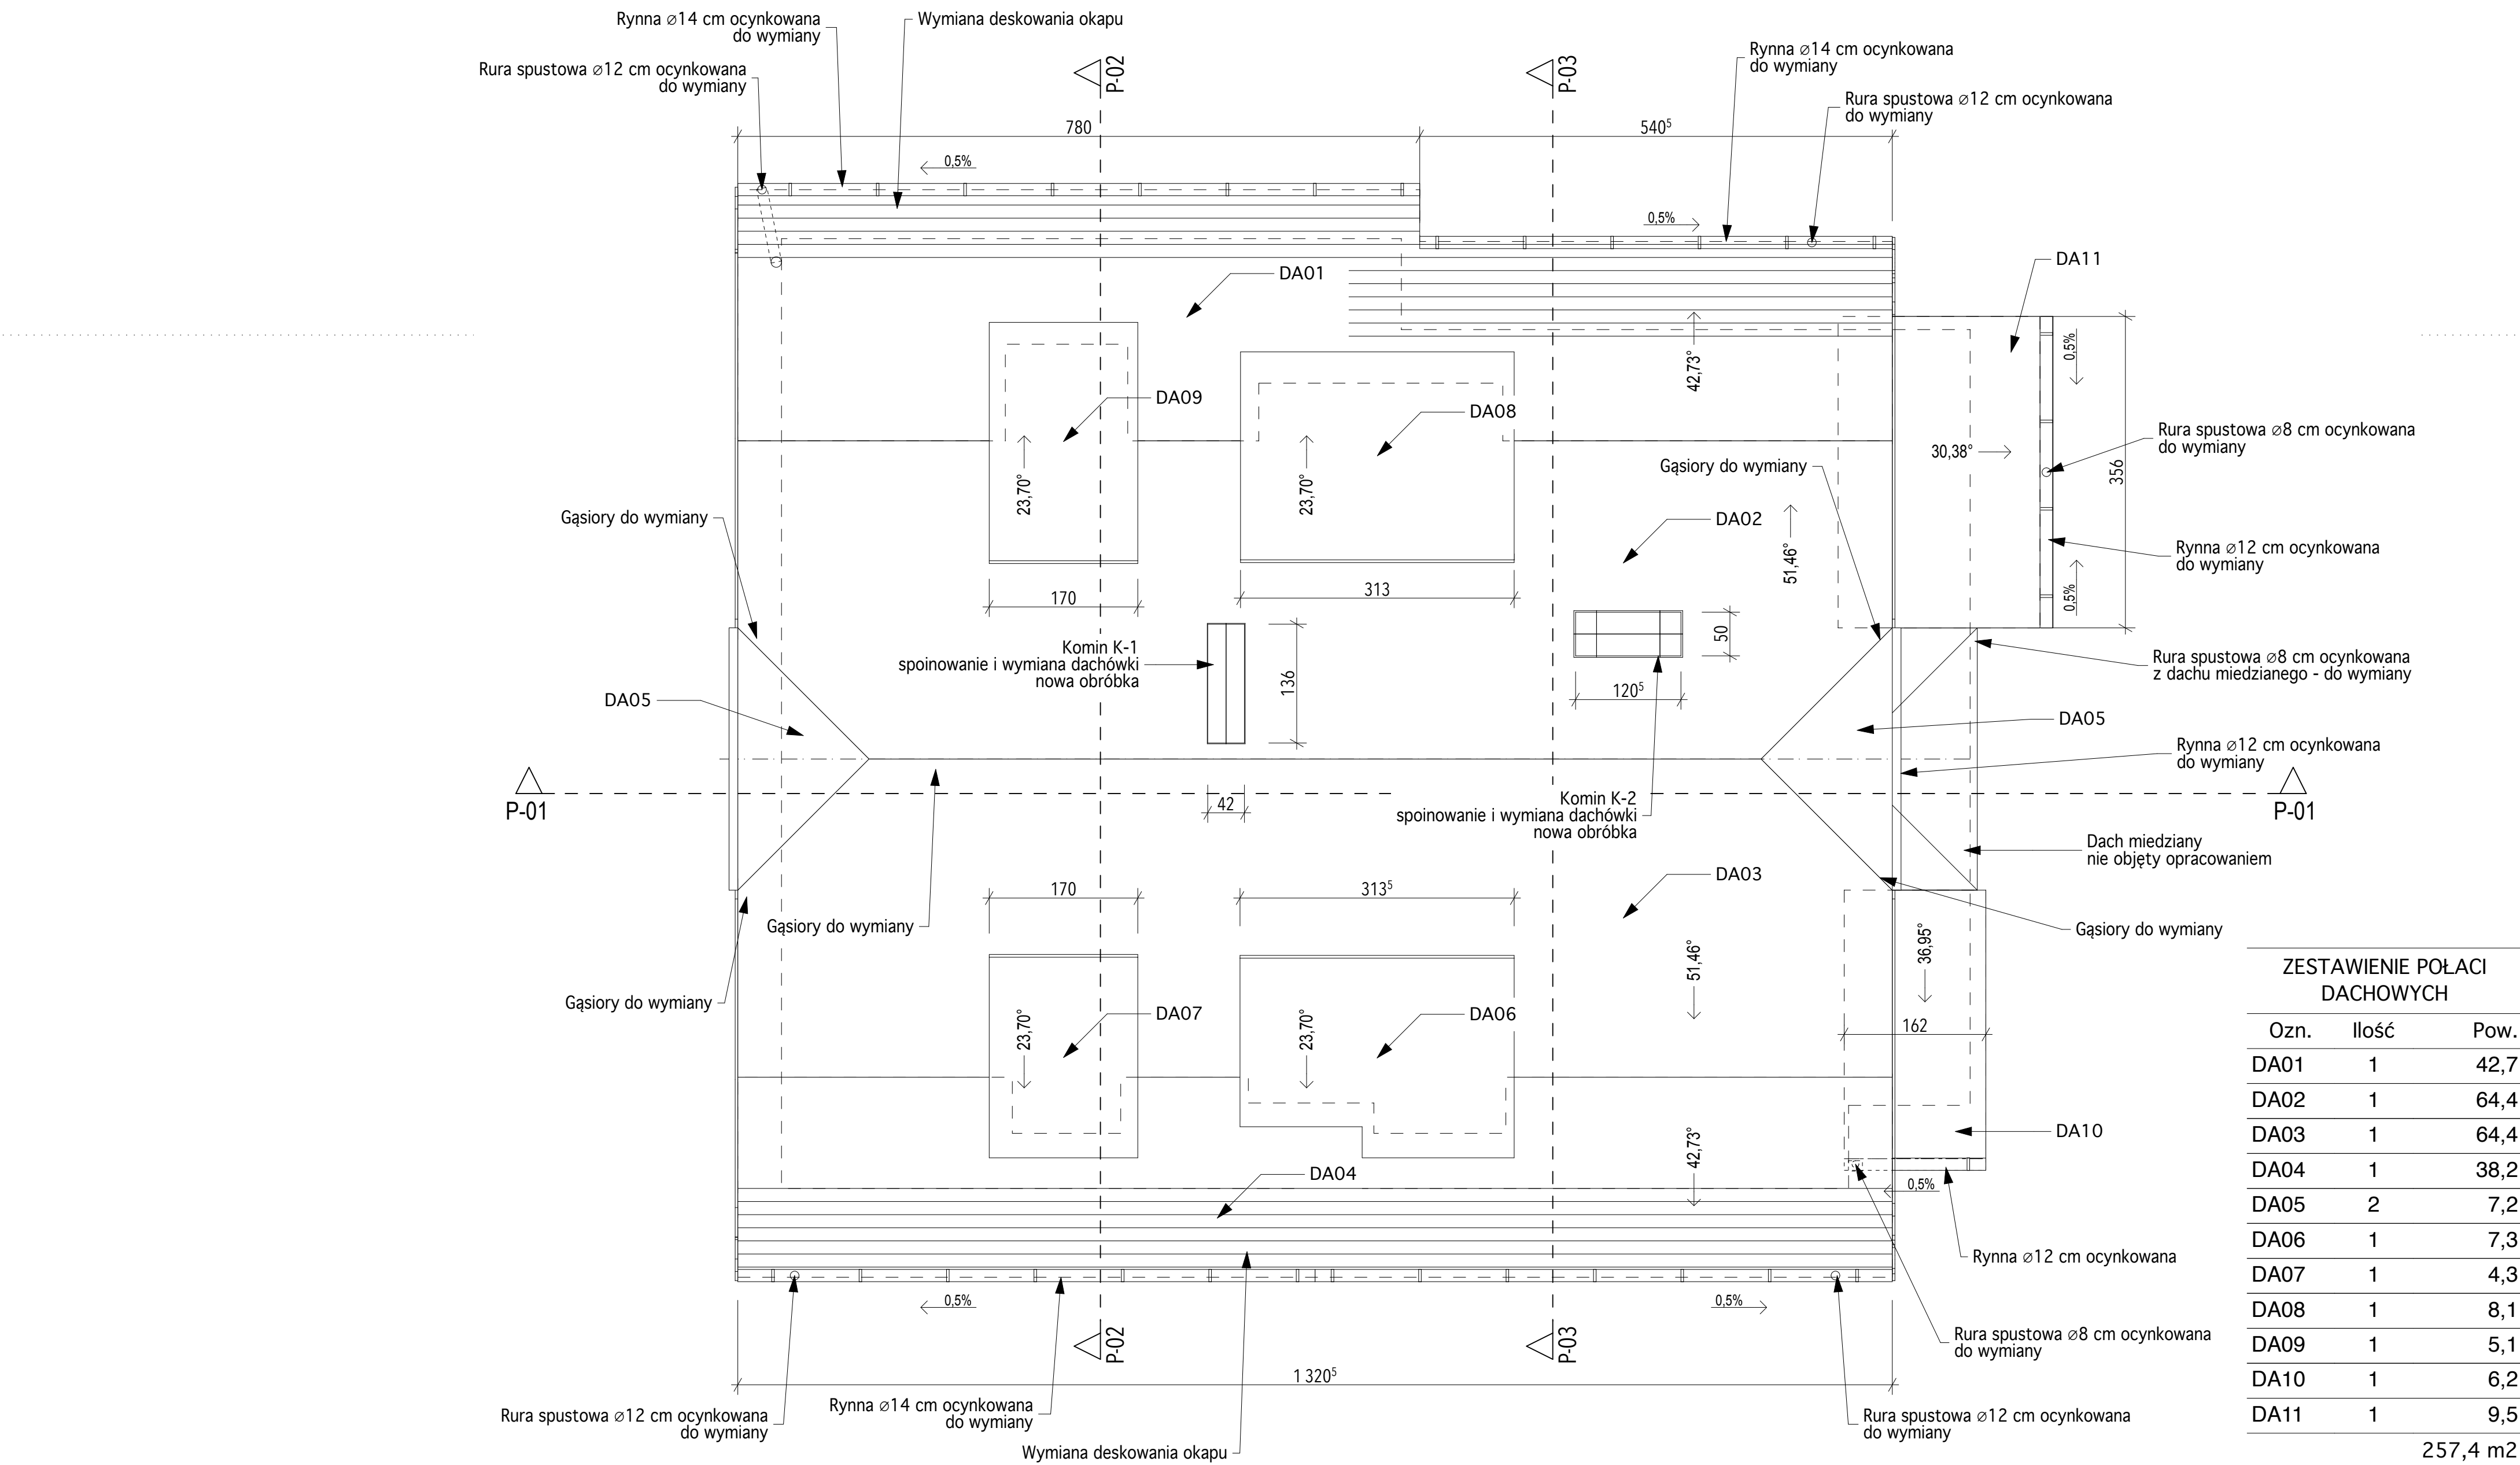 Rynna ⌀14 cm ocynkowana
do wymiany
Wymiana deskowania okapu
Rura spustowa ⌀12 cm ocynkowana
do wymiany
P-02
P-03
Rynna ⌀14 cm ocynkowana
do wymiany
Rura spustowa ⌀12 cm ocynkowana
do wymiany
780
540⁵
0,5%
0,5%
DA01
DA11
0,5%
42,73°
DA09
DA08
Rura spustowa ⌀8 cm ocynkowana
do wymiany
30,38°
356
Gąsiory do wymiany
23,70°
23,70°
Gąsiory do wymiany
DA02
51,46°
Rynna ⌀12 cm ocynkowana
do wymiany
0,5%
170
313
50
Komin K-1
spoinowanie i wymiana dachówki
nowa obróbka
136
120⁵
Rura spustowa ⌀8 cm ocynkowana
z dachu miedzianego - do wymiany
DA05
DA05
Rynna ⌀12 cm ocynkowana
do wymiany
P-01
42
Komin K-2
spoinowanie i wymiana dachówki
nowa obróbka
P-01
Dach miedziany
nie objęty opracowaniem
170
313⁵
DA03
Gąsiory do wymiany
Gąsiory do wymiany
36,95°
51,46°
Gąsiory do wymiany
DA07
DA06
23,70°
23,70°
162
DA10
42,73°
DA04
0,5%
Rynna ⌀12 cm ocynkowana
0,5%
0,5%
P-02
P-03
Rura spustowa ⌀8 cm ocynkowana
do wymiany
1 320⁵
Rura spustowa ⌀12 cm ocynkowana
do wymiany
Rynna ⌀14 cm ocynkowana
do wymiany
Rura spustowa ⌀12 cm ocynkowana
do wymiany
Wymiana deskowania okapu
ZESTAWIENIE POŁACI
DACHOWYCH
Ozn. Ilość Pow.
DA01 1 42,7
DA02 1 64,4
DA03 1 64,4
DA04 1 38,2
DA05 2 7,2
DA06 1 7,3
DA07 1 4,3
DA08 1 8,1
DA09 1 5,1
DA10 1 6,2
DA11 1 9,5
257,4 m2